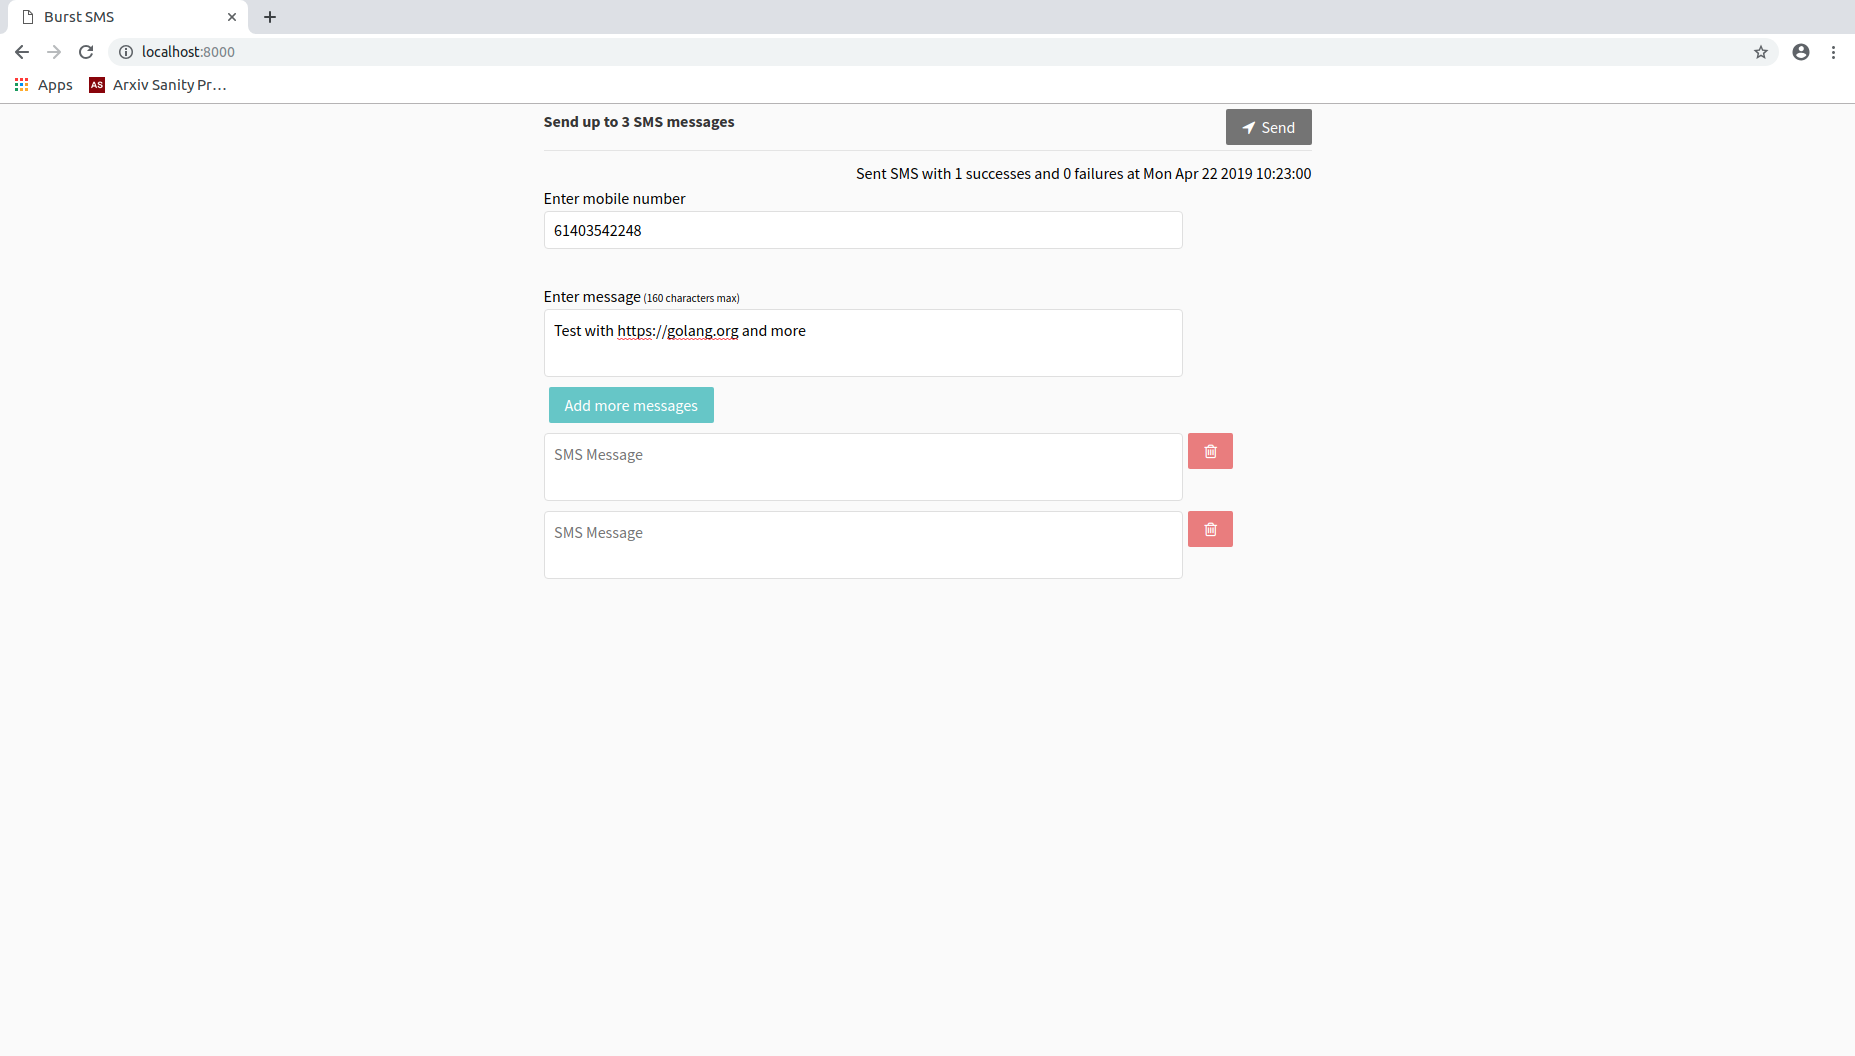 Burst SMS
localhost:8000
Apps
AS
Arxiv Sanity Pr...
Send up to 3 SMS messages
Send
Sent SMS with 1 successes and 0 failures at Mon Apr 22 2019 10:23:00
Enter mobile number
61403542248
Enter message (160 characters max)
Test with https://golang.org and more
Add more messages
SMS Message
SMS Message